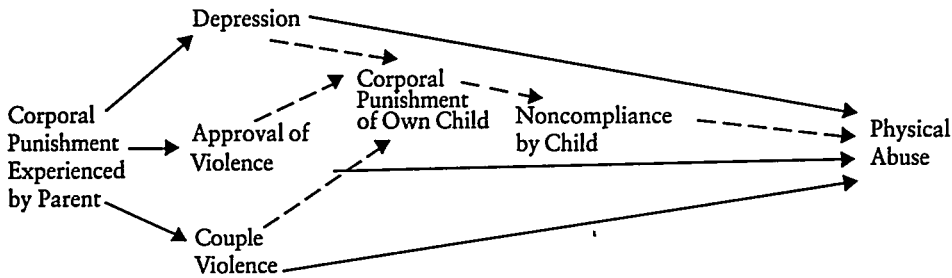 Depression
Corporal
Punishment
Experienced
by Parent
Approval of
Violence
Couple
Violence
Corporal
Punishment
of Own Child
Noncompliance
by Child
Physical
Abuse